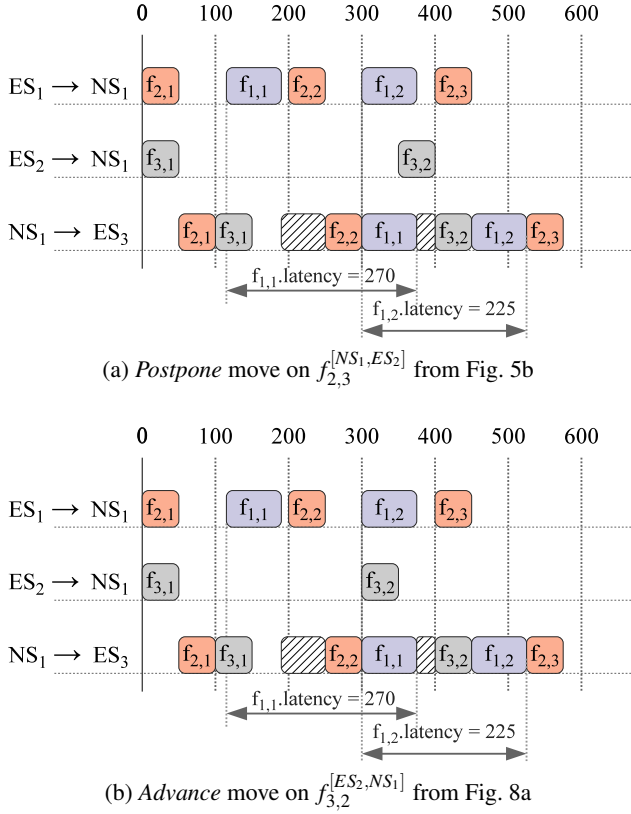 0 100 200 300 400 500 600
ES1 → NS1 f2,1 f1,1 f2,2 f1,2 f2,3
ES2 → NS1 f3,1 f3,2
NS1 → ES3 f2,1 f3,1 f2,2 f1,1 f3,2 f1,2 f2,3
f1,1.latency = 270
f1,2.latency = 225
(a) Postpone move on f2,3[NS1,ES2] from Fig. 5b
0 100 200 300 400 500 600
ES1 → NS1 f2,1 f1,1 f2,2 f1,2 f2,3
ES2 → NS1 f3,1 f3,2
NS1 → ES3 f2,1 f3,1 f2,2 f1,1 f3,2 f1,2 f2,3
f1,1.latency = 270
f1,2.latency = 225
(b) Advance move on f3,2[ES2,NS1] from Fig. 8a